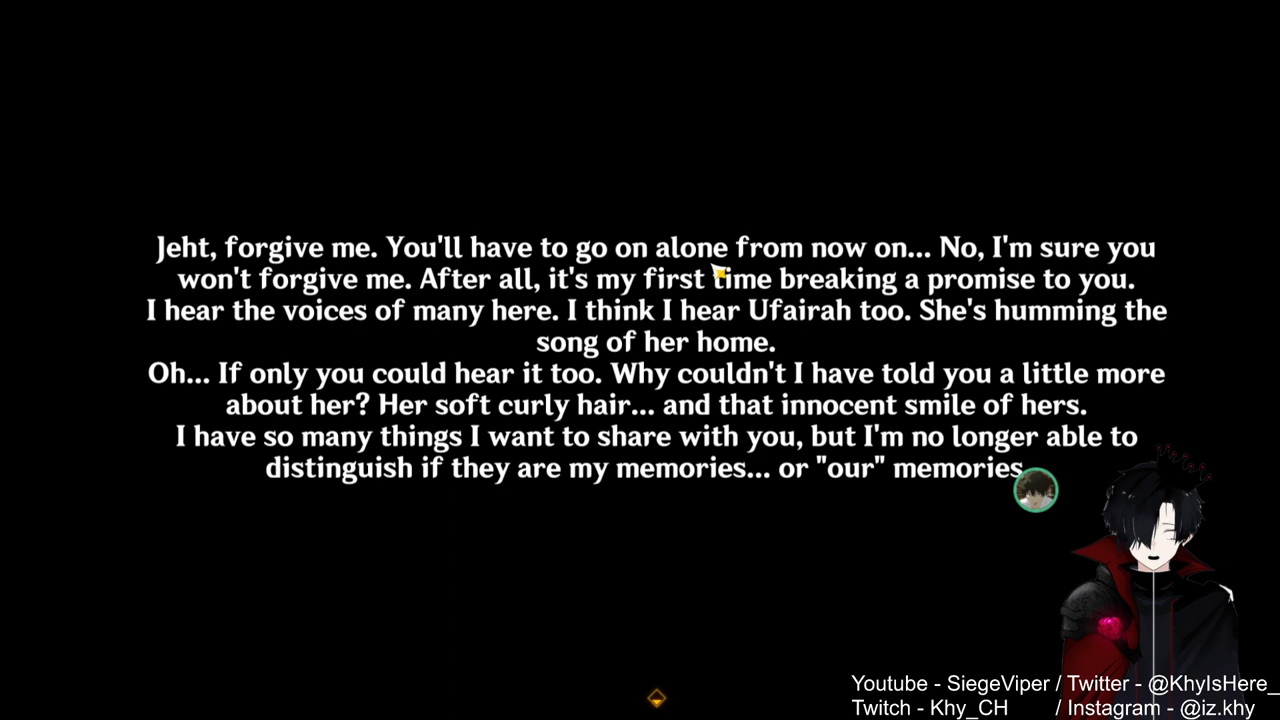 Jeht, forgive me. You'll have to go on alone from now on... No, I'm sure you
won't forgive me. After all, it's my first time breaking a promise to you.
I hear the voices of many here. I think I hear Ufairah too. She's humming the
song of her home.
Oh... If only you could hear it too. Why couldn't I have told you a little more
about her? Her soft curly hair... and that innocent smile of hers.
I have so many things I want to share with you, but I'm no longer able to
distinguish if they are my memories... or "our" memories.
Youtube - SiegeViper / Twitter - @KhyIsHere_
Twitch - Khy_CH / Instagram - @iz.khy